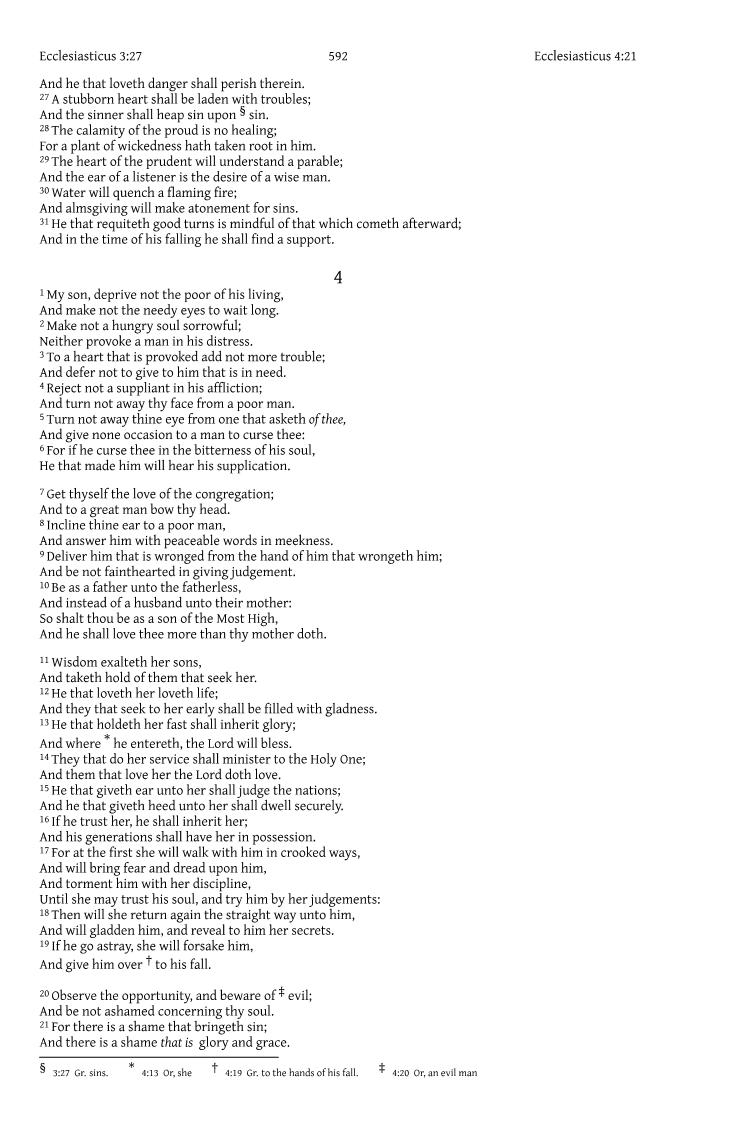 Ecclesiasticus 3:27 592 Ecclesiasticus 4:21
And he that loveth danger shall perish therein.
27 A stubborn heart shall be laden with troubles;
And the sinner shall heap sin upon § sin.
28 The calamity of the proud is no healing;
For a plant of wickedness hath taken root in him.
29 The heart of the prudent will understand a parable;
And the ear of a listener is the desire of a wise man.
30 Water will quench a flaming fire;
And almsgiving will make atonement for sins.
31 He that requiteth good turns is mindful of that which cometh afterward;
And in the time of his falling he shall find a support.
4
1 My son, deprive not the poor of his living,
And make not the needy eyes to wait long.
2 Make not a hungry soul sorrowful;
Neither provoke a man in his distress.
3 To a heart that is provoked add not more trouble;
And defer not to give to him that is in need.
4 Reject not a suppliant in his affliction;
And turn not away thy face from a poor man.
5 Turn not away thine eye from one that asketh of thee,
And give none occasion to a man to curse thee:
6 For if he curse thee in the bitterness of his soul,
He that made him will hear his supplication.
7 Get thyself the love of the congregation;
And to a great man bow thy head.
8 Incline thine ear to a poor man,
And answer him with peaceable words in meekness.
9 Deliver him that is wronged from the hand of him that wrongeth him;
And be not fainthearted in giving judgement.
10 Be as a father unto the fatherless,
And instead of a husband unto their mother:
So shalt thou be as a son of the Most High,
And he shall love thee more than thy mother doth.
11 Wisdom exalteth her sons,
And taketh hold of them that seek her.
12 He that loveth her loveth life;
And they that seek to her early shall be filled with gladness.
13 He that holdeth her fast shall inherit glory;
And where * he entereth, the Lord will bless.
14 They that do her service shall minister to the Holy One;
And them that love her the Lord doth love.
15 He that giveth ear unto her shall judge the nations;
And he that giveth heed unto her shall dwell securely.
16 If he trust her, he shall inherit her;
And his generations shall have her in possession.
17 For at the first she will walk with him in crooked ways,
And will bring fear and dread upon him,
And torment him with her discipline,
Until she may trust his soul, and try him by her judgements:
18 Then will she return again the straight way unto him,
And will gladden him, and reveal to him her secrets.
19 If he go astray, she will forsake him,
And give him over † to his fall.
20 Observe the opportunity, and beware of ‡ evil;
And be not ashamed concerning thy soul.
21 For there is a shame that bringeth sin;
And there is a shame that is glory and grace.
§ 3:27 Gr. sins. * 4:13 Or, she † 4:19 Gr. to the hands of his fall. ‡ 4:20 Or, an evil man